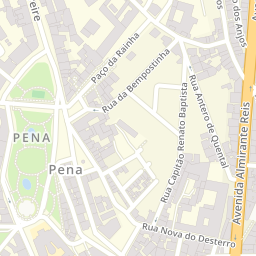 eire
Paço da Rainha
dos Anjos
Rua da Bempostinha
Rua Antero de Quental
Rua Capitão Renato Baptista
Avenida Almirante Reis
PENA
Pena
Rua Nova do Desterro